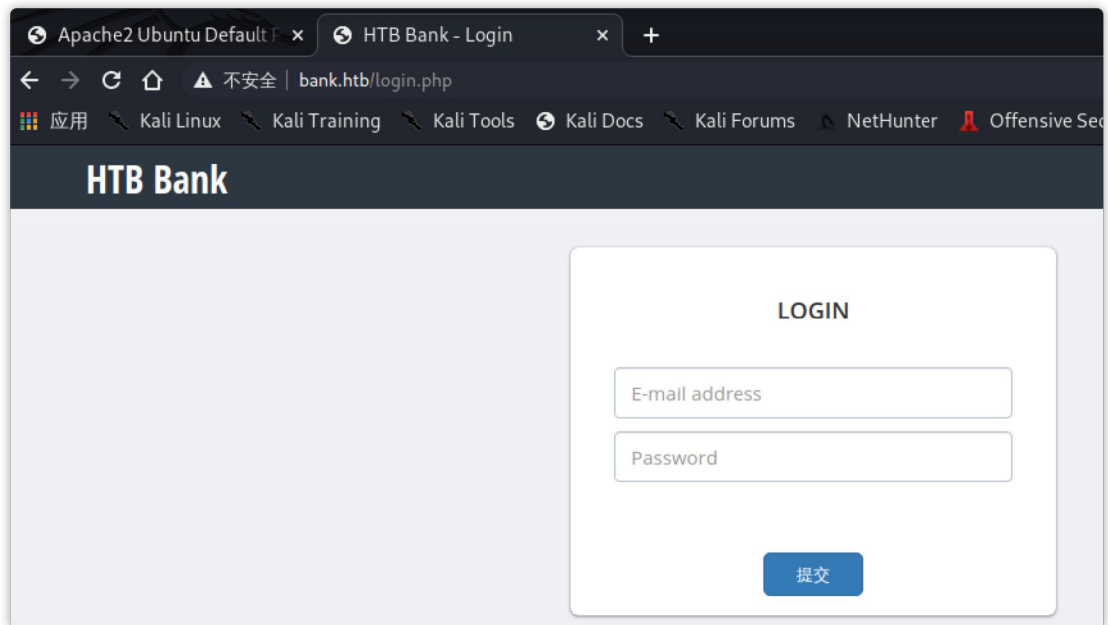 Apache2 Ubuntu Default P
HTB Bank - Login
不安全 | bank.htb/login.php
应用 Kali Linux Kali Training Kali Tools Kali Docs Kali Forums NetHunter Offensive Sec
HTB Bank
LOGIN
E-mail address
Password
提交